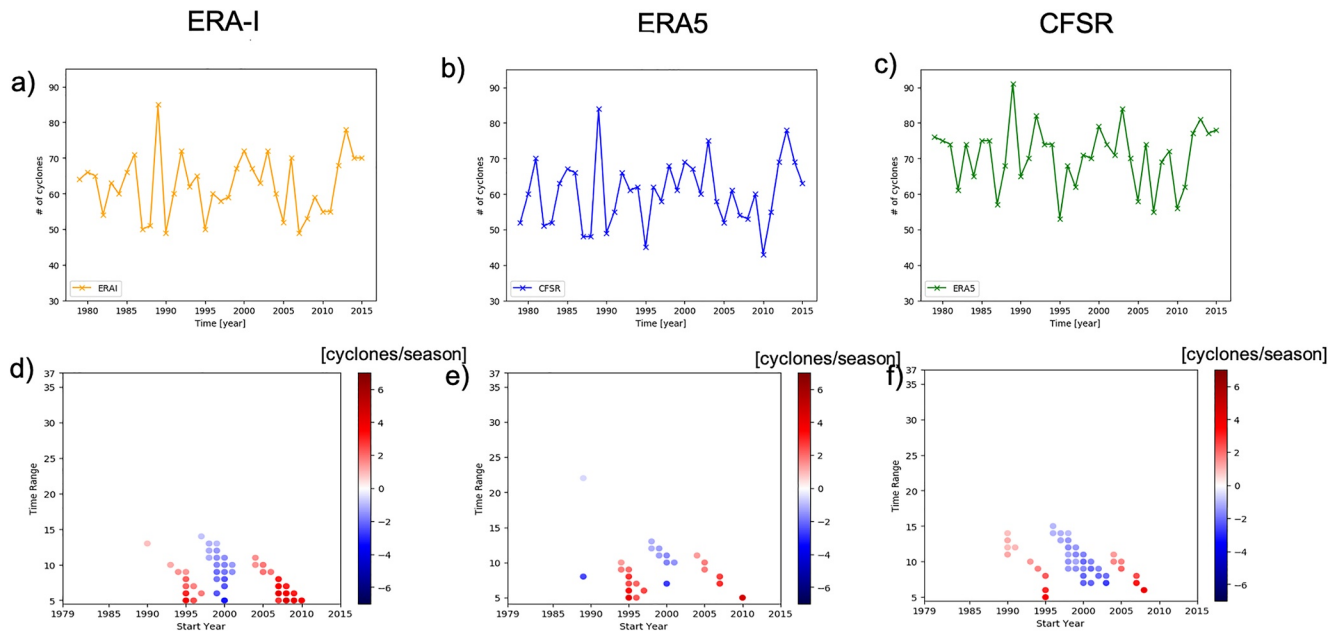 ERA-I
ERA5
CFSR
a)
b)
c)
90
80
70
60
50
40
30
# of cyclones
ERAI
1980 1985 1990 1995 2000 2005 2010 2015
Time [year]
90
80
70
60
50
40
30
# of cyclones
CFSR
1980 1985 1990 1995 2000 2005 2010 2015
Time [year]
90
80
70
60
50
40
30
# of cyclones
ERA5
1980 1985 1990 1995 2000 2005 2010 2015
Time [year]
[cyclones/season]
[cyclones/season]
[cyclones/season]
d)
e)
f)
37
35
30
25
20
15
10
5
Time Range
1979 1985 1990 1995 2000 2005 2010 2015
Start Year
6
4
2
0
−2
−4
−6
37
35
30
25
20
15
10
5
Time Range
1979 1985 1990 1995 2000 2005 2010 2015
Start Year
6
4
2
0
−2
−4
−6
37
35
30
25
20
15
10
5
Time Range
1979 1985 1990 1995 2000 2005 2010 2015
Start Year
6
4
2
0
−2
−4
−6